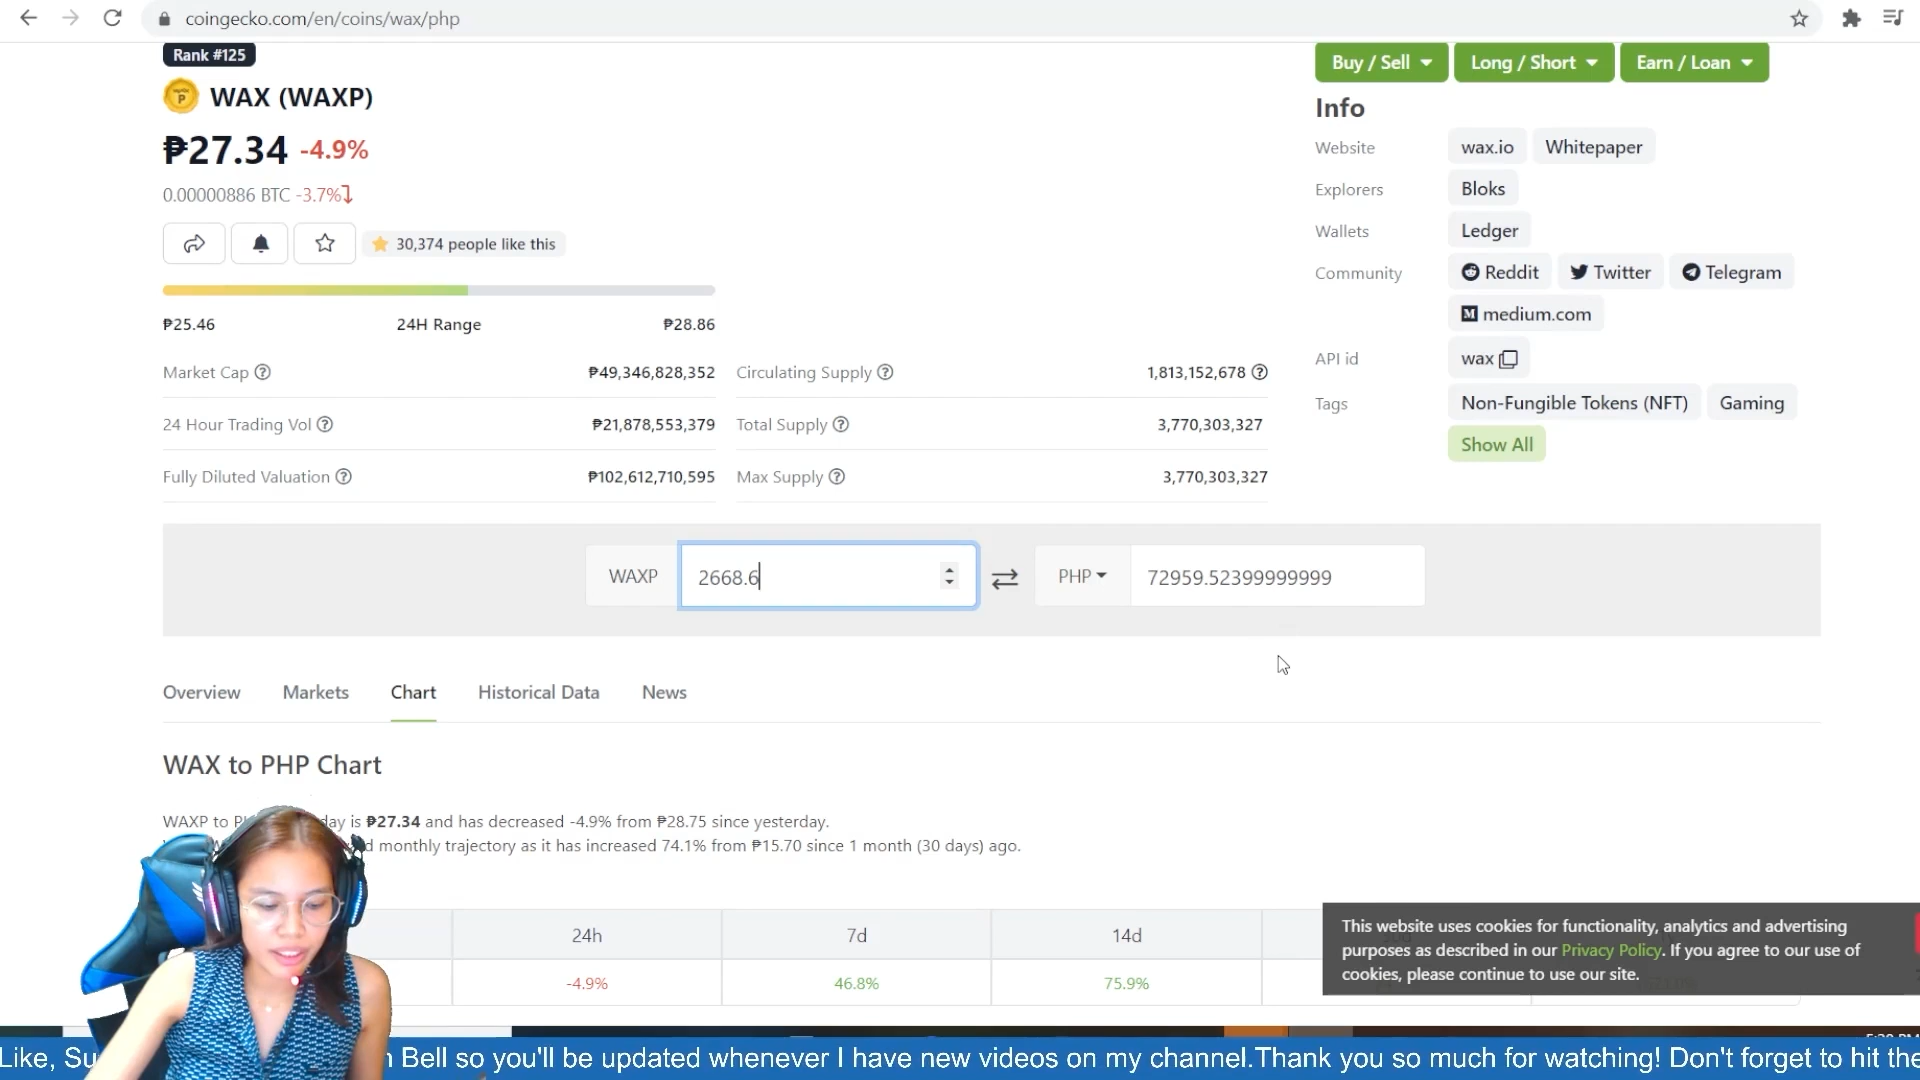 coingecko.com/en/coins/wax/php
Rank #125
Buy / Sell Long / Short Earn / Loan
WAX (WAXP)
Info
₱27.34 -4.9%
Website wax.io Whitepaper
0.00000886 BTC -3.7%
Explorers Bloks
Wallets Ledger
30,374 people like this
Community Reddit Twitter Telegram
medium.com
₱25.46 24H Range ₱28.86
API id wax
Market Cap ₱49,346,828,352 Circulating Supply 1,813,152,678
Tags Non-Fungible Tokens (NFT) Gaming
24 Hour Trading Vol ₱21,878,553,379 Total Supply 3,770,303,327
Show All
Fully Diluted Valuation ₱102,612,710,595 Max Supply 3,770,303,327
WAXP 2668.6 PHP 72959.52399999999
Overview Markets Chart Historical Data News
WAX to PHP Chart
WAXP to day is ₱27.34 and has decreased -4.9% from ₱28.75 since yesterday.
monthly trajectory as it has increased 74.1% from ₱15.70 since 1 month (30 days) ago.
24h 7d 14d
-4.9% 46.8% 75.9%
This website uses cookies for functionality, analytics and advertising
purposes as described in our Privacy Policy. If you agree to our use of
cookies, please continue to use our site.
Like, Bell so you'll be updated whenever I have new videos on my channel.Thank you so much for watching! Don't forget to hit the